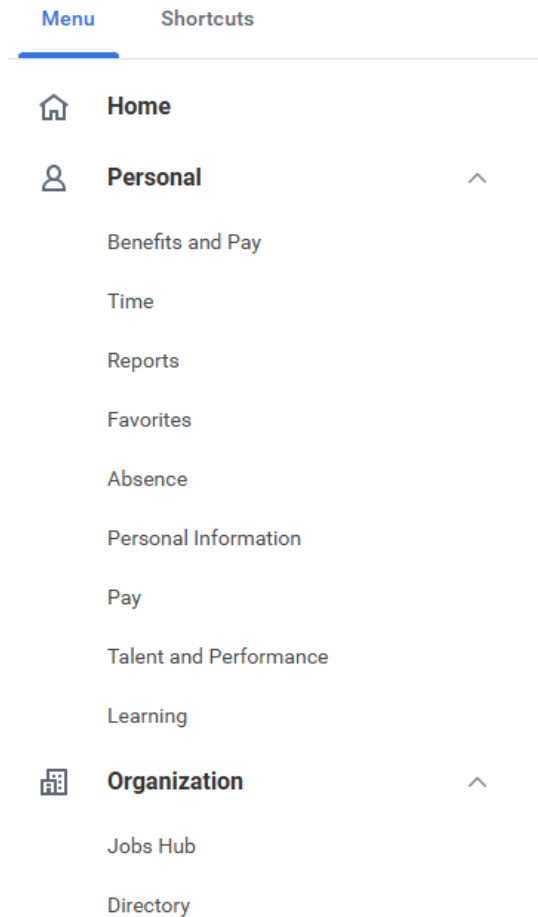 Menu Shortcuts
Home
Personal
Benefits and Pay
Time
Reports
Favorites
Absence
Personal Information
Pay
Talent and Performance
Learning
Organization
Jobs Hub
Directory